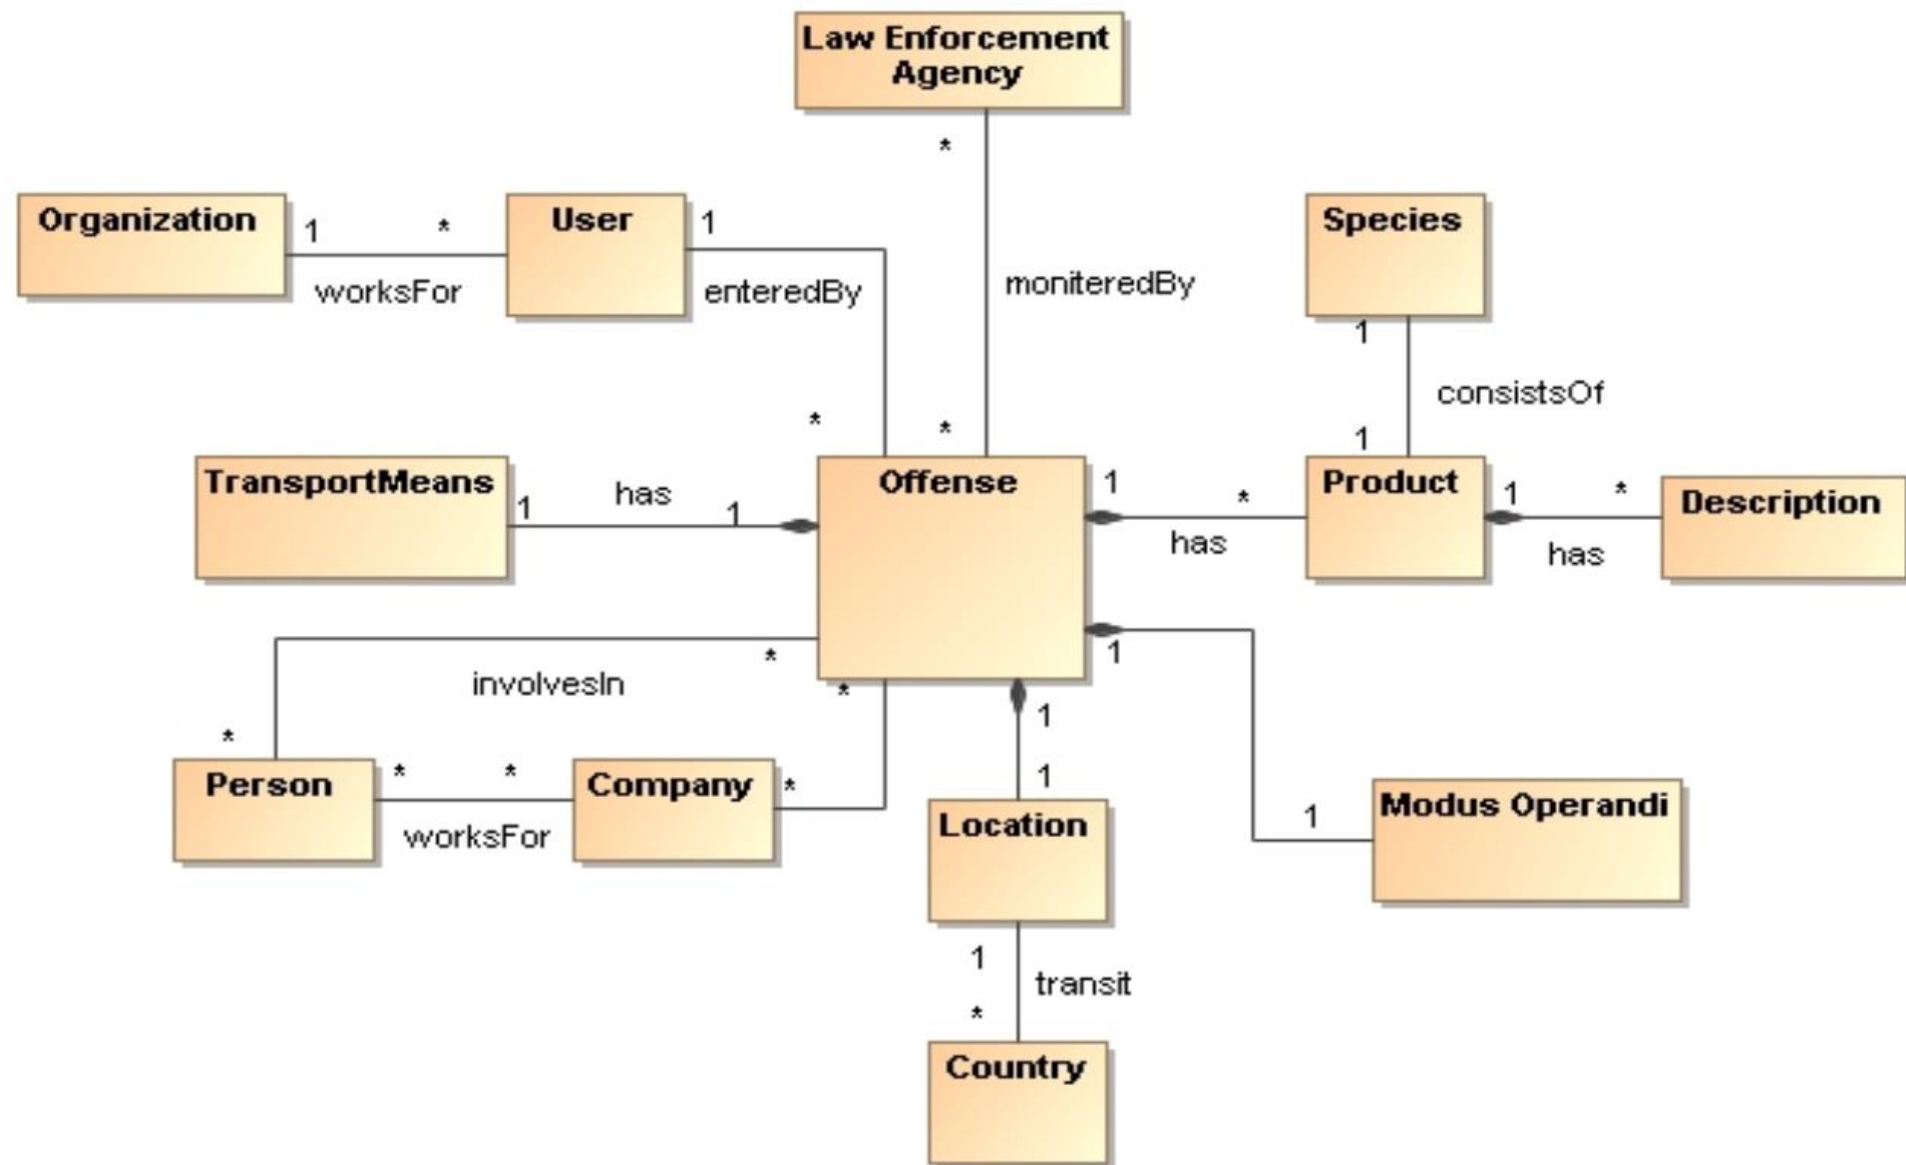 Law Enforcement
Agency
*
Organization
1
*
worksFor
User
1
enteredBy
*
moniteredBy
*
Species
1
consistsOf
1
TransportMeans
1
has
1
Offense
1
*
has
Product
1
*
has
Description
*
involvesIn
*
1
1
*
1
Person
*
*
worksFor
Company
*
Location
1
Modus Operandi
1
transit
*
Country